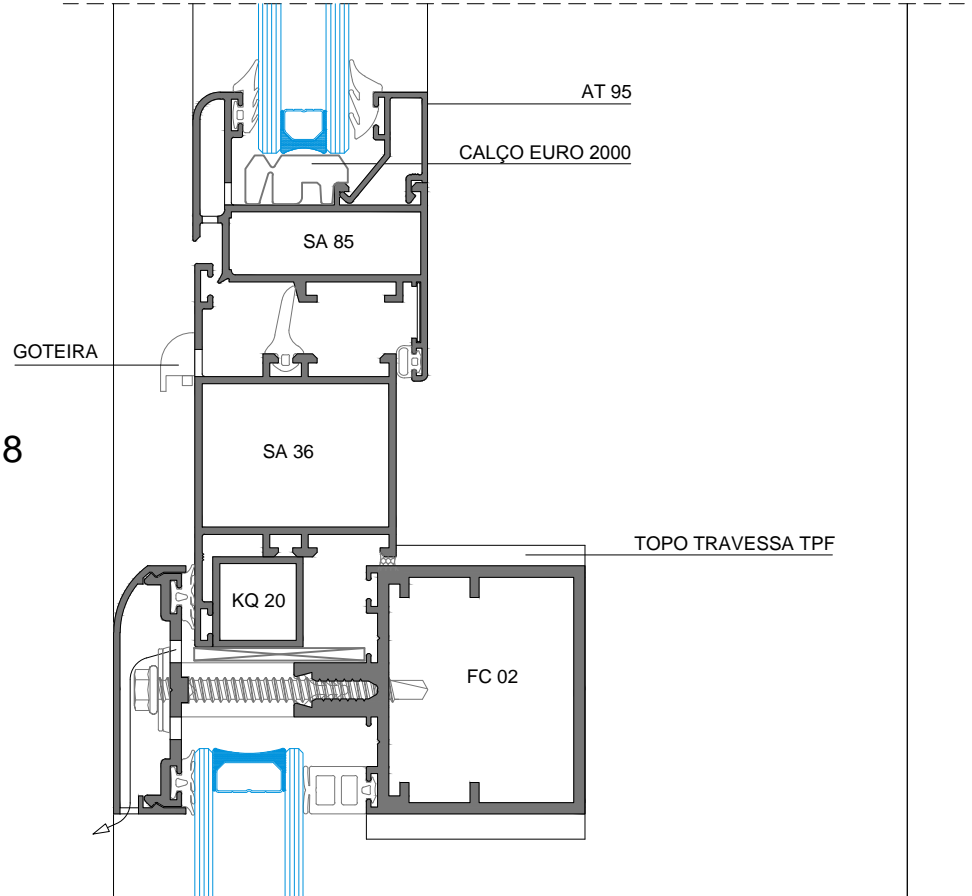 AT 95
CALÇO EURO 2000
SA 85
GOTEIRA
8
SA 36
TOPO TRAVESSA TPF
KQ 20
FC 02